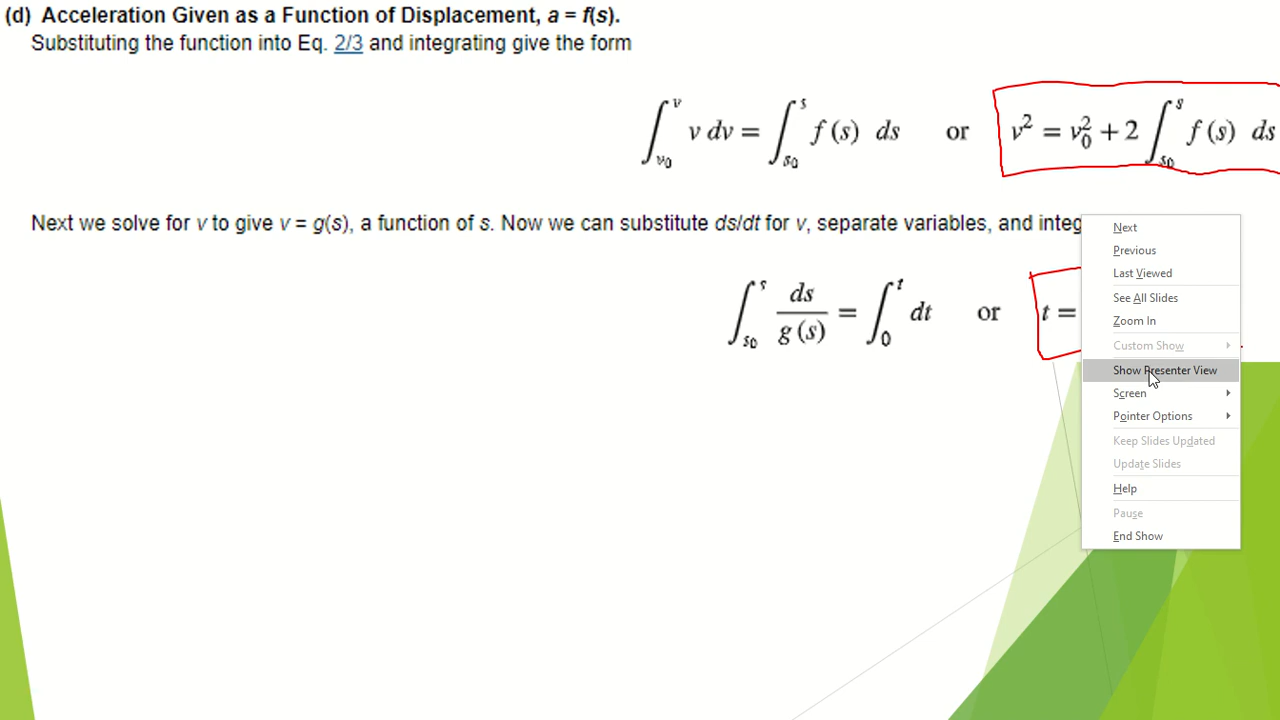 (d) Acceleration Given as a Function of Displacement, a = f(s).
Substituting the function into Eq. 2/3 and integrating give the form
∫_{v₀}^{v} v dv = ∫_{s₀}^{s} f(s) ds or v² = v₀² + 2 ∫_{s₀}^{s} f(s) ds
Next we solve for v to give v = g(s), a function of s. Now we can substitute ds/dt for v, separate variables, and
∫_{s₀}^{s} ds/g(s) = ∫_{0}^{t} dt or t =
Next
Previous
Last Viewed
See All Slides
Zoom In
Custom Show
Show Presenter View
Screen
Pointer Options
Keep Slides Updated
Update Slides
Help
Pause
End Show